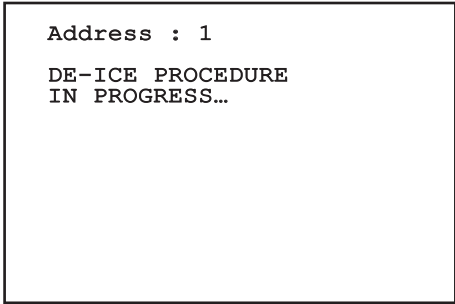 Address : 1
DE-ICE PROCEDURE
IN PROGRESS…